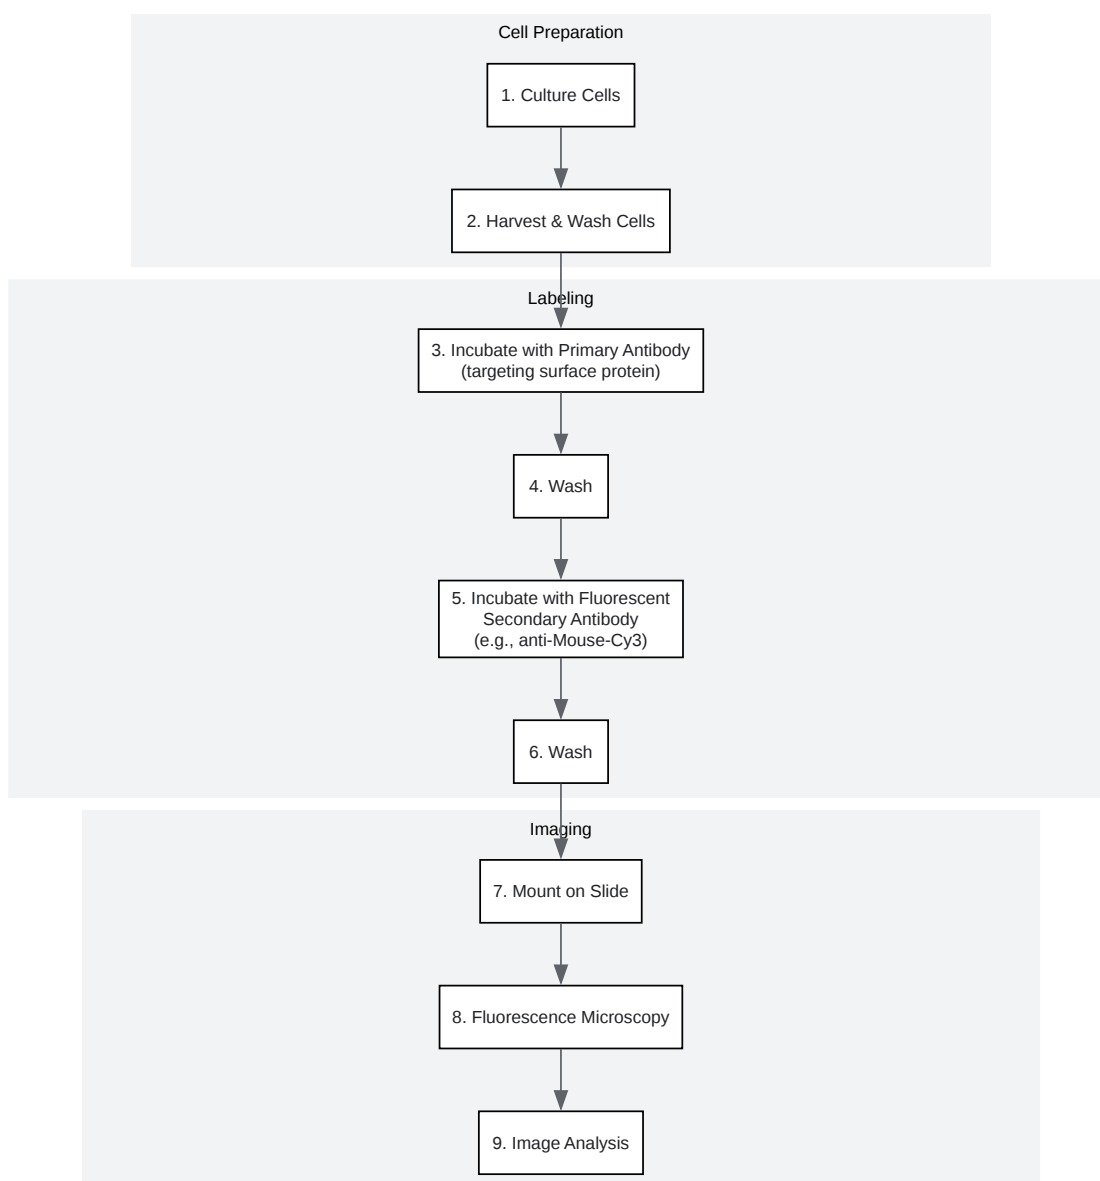 Cell Preparation
1. Culture Cells
2. Harvest & Wash Cells
Labeling
3. Incubate with Primary Antibody
(targeting surface protein)
4. Wash
5. Incubate with Fluorescent
Secondary Antibody
(e.g., anti-Mouse-Cy3)
6. Wash
Imaging
7. Mount on Slide
8. Fluorescence Microscopy
9. Image Analysis